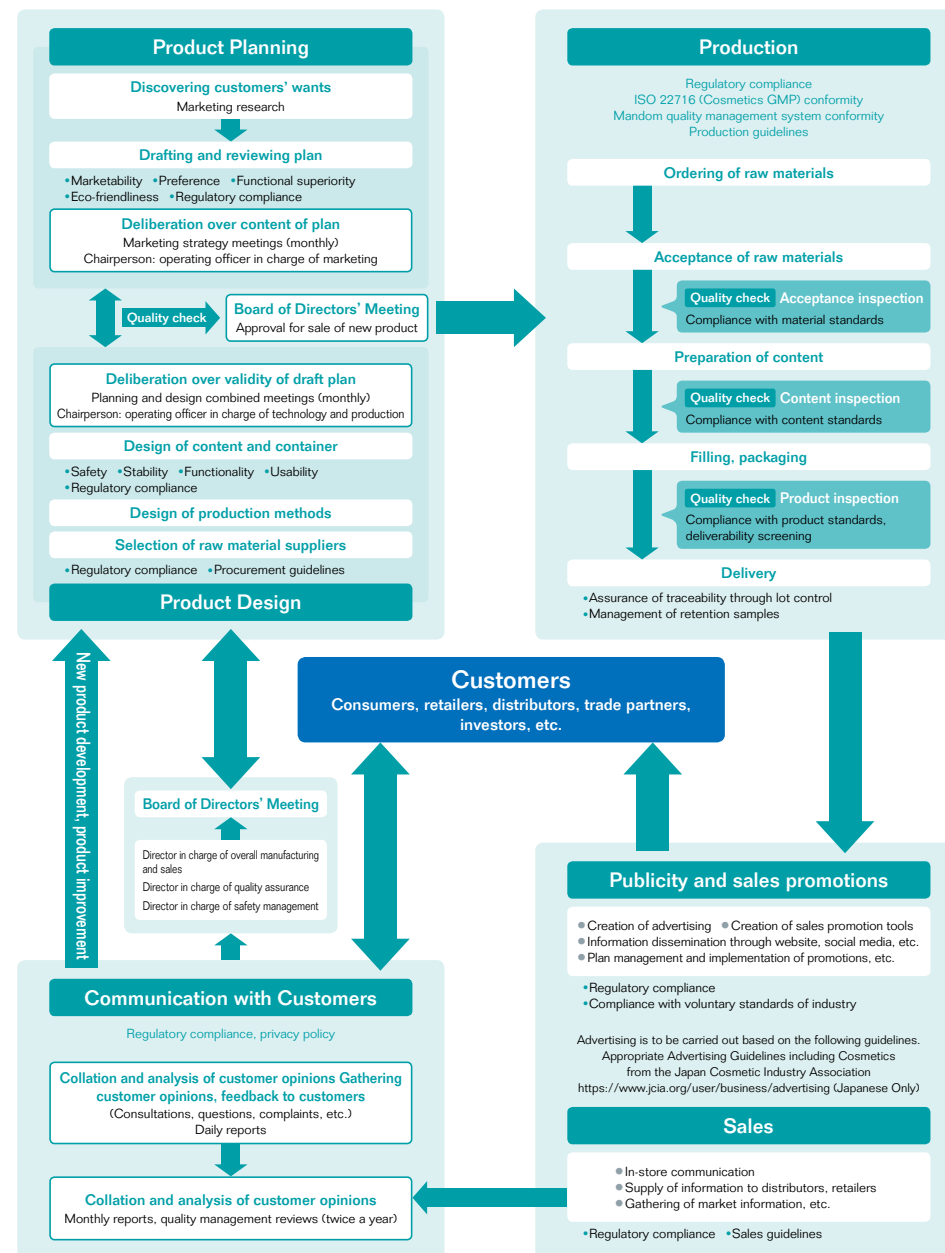 Product Planning
Discovering customers' wants
Marketing research
Drafting and reviewing plan
•Marketability •Preference •Functional superiority
•Eco-friendliness •Regulatory compliance
Deliberation over content of plan
Marketing strategy meetings (monthly)
Chairperson: operating officer in charge of marketing
Quality check
Board of Directors' Meeting
Approval for sale of new product
Deliberation over validity of draft plan
Planning and design combined meetings (monthly)
Chairperson: operating officer in charge of technology and production
Design of content and container
•Safety •Stability •Functionality •Usability
•Regulatory compliance
Design of production methods
Selection of raw material suppliers
•Regulatory compliance •Procurement guidelines
Product Design
Production
Regulatory compliance
ISO 22716 (Cosmetics GMP) conformity
Mandom quality management system conformity
Production guidelines
Ordering of raw materials
Acceptance of raw materials
Quality check Acceptance inspection
Compliance with material standards
Preparation of content
Quality check Content inspection
Compliance with content standards
Filling, packaging
Quality check Product inspection
Compliance with product standards,
deliverability screening
Delivery
•Assurance of traceability through lot control
•Management of retention samples
Customers
Consumers, retailers, distributors, trade partners,
investors, etc.
New product development, product improvement
Board of Directors' Meeting
Director in charge of overall manufacturing
and sales
Director in charge of quality assurance
Director in charge of safety management
Communication with Customers
Regulatory compliance, privacy policy
Collation and analysis of customer opinions Gathering
customer opinions, feedback to customers
(Consultations, questions, complaints, etc.)
Daily reports
Collation and analysis of customer opinions
Monthly reports, quality management reviews (twice a year)
Publicity and sales promotions
●Creation of advertising ●Creation of sales promotion tools
●Information dissemination through website, social media, etc.
●Plan management and implementation of promotions, etc.
•Regulatory compliance
•Compliance with voluntary standards of industry
Advertising is to be carried out based on the following guidelines.
Appropriate Advertising Guidelines including Cosmetics
from the Japan Cosmetic Industry Association
https://www.jcia.org/user/business/advertising (Japanese Only)
Sales
●In-store communication
●Supply of information to distributors, retailers
●Gathering of market information, etc.
•Regulatory compliance •Sales guidelines